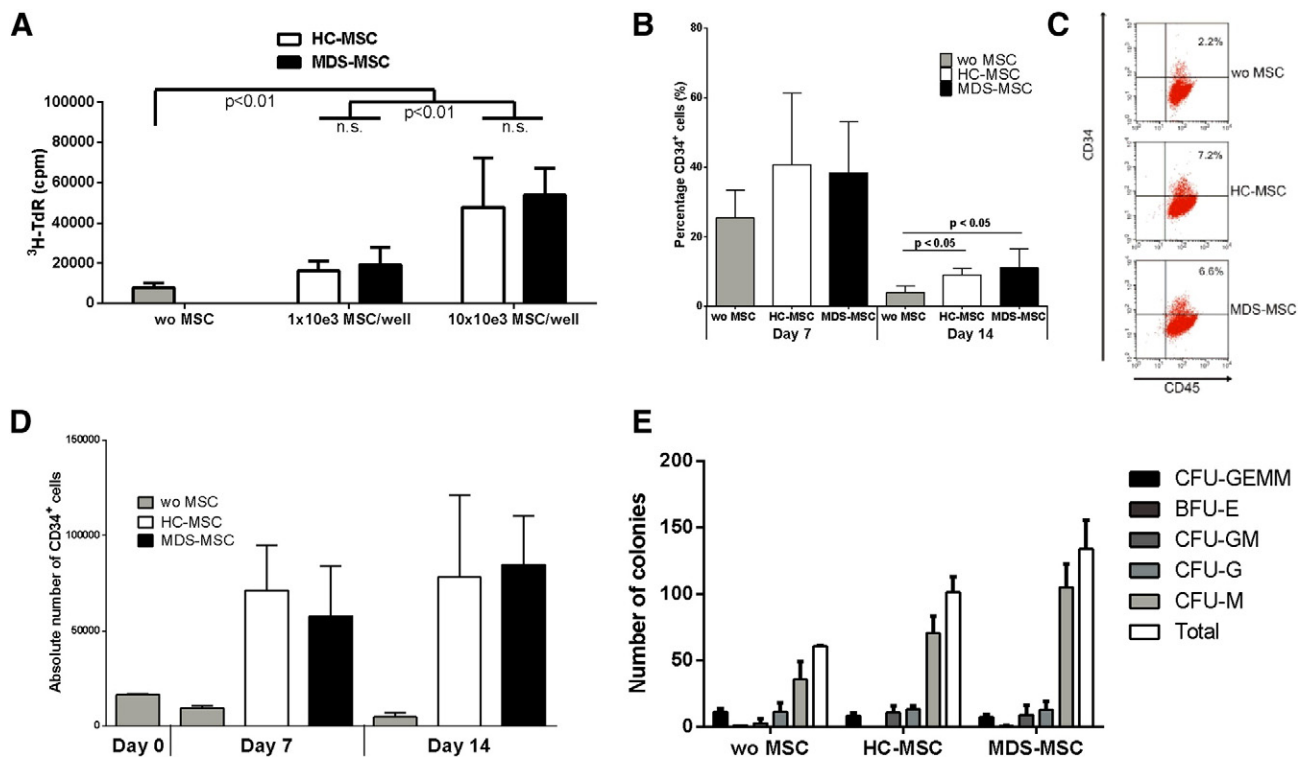 A
HC-MSC
MDS-MSC
p<0.01
p<0.01
n.s.
n.s.
³H-TdR (cpm)
100000
80000
60000
40000
20000
0
wo MSC
1x10e3 MSC/well
10x10e3 MSC/well
B
Percentage CD34⁺ cells (%)
80
60
40
20
0
wo MSC
HC-MSC
MDS-MSC
p < 0.05
p < 0.05
wo MSC
HC-MSC
MDS-MSC
wo MSC
HC-MSC
MDS-MSC
Day 7
Day 14
C
CD34
2.2%
wo MSC
7.2%
HC-MSC
6.6%
MDS-MSC
CD45
D
Absolute number of CD34⁺ cells
150000
100000
50000
0
wo MSC
HC-MSC
MDS-MSC
Day 0
Day 7
Day 14
E
Number of colonies
200
150
100
50
0
CFU-GEMM
BFU-E
CFU-GM
CFU-G
CFU-M
Total
wo MSC
HC-MSC
MDS-MSC